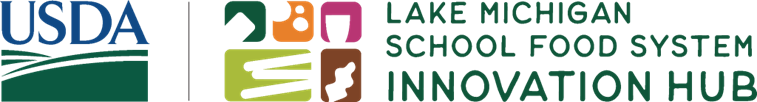 USDA
LAKE MICHIGAN
SCHOOL FOOD SYSTEM
INNOVATION HUB